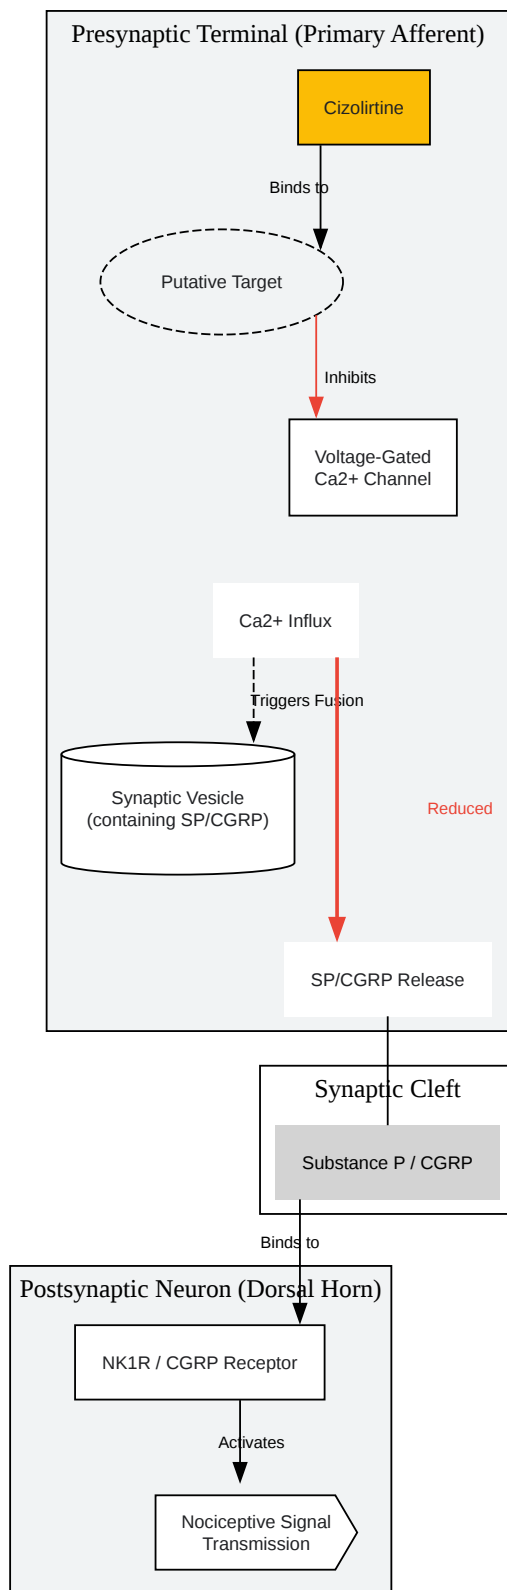 Presynaptic Terminal (Primary Afferent)
Cizolirtine
Binds to
Putative Target
Inhibits
Voltage-Gated
Ca2+ Channel
Ca2+ Influx
Triggers Fusion
Synaptic Vesicle
(containing SP/CGRP)
Reduced
SP/CGRP Release
Synaptic Cleft
Substance P / CGRP
Binds to
Postsynaptic Neuron (Dorsal Horn)
NK1R / CGRP Receptor
Activates
Nociceptive Signal
Transmission